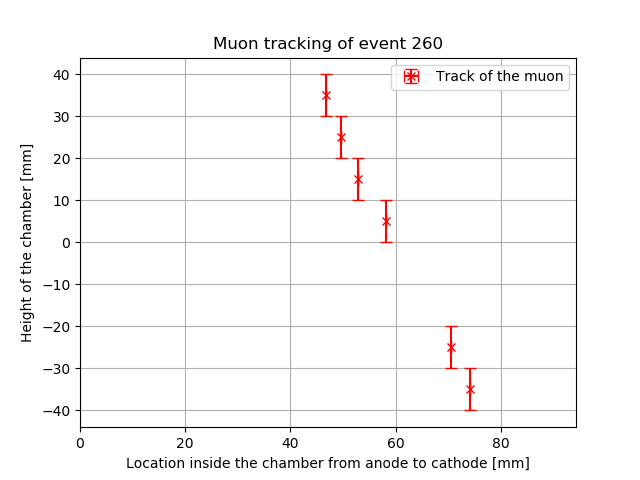 Muon tracking of event 260
Track of the muon
40
30
20
10
0
−10
−20
−30
−40
Height of the chamber [mm]
0 20 40 60 80
Location inside the chamber from anode to cathode [mm]